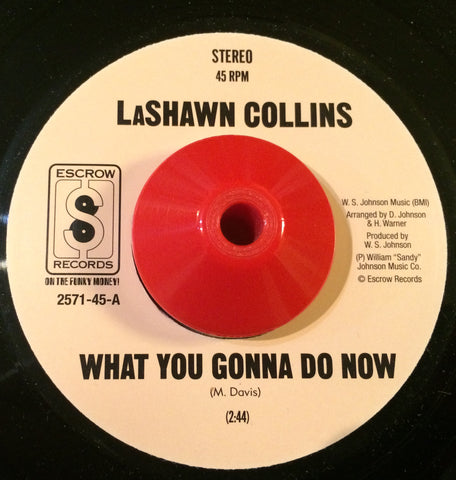 STEREO
45 RPM
LaSHAWN COLLINS
ESCROW
$
RECORDS
ON THE FUNKY MONEY!
2571-45-A
W. S. Johnson Music (BMI)
Arranged by D. Johnson
& H. Warner
Produced by
W. S. Johnson
(P) William "Sandy"
Johnson Music Co.
© Escrow Records
WHAT YOU GONNA DO NOW
(M. Davis)
(2:44)